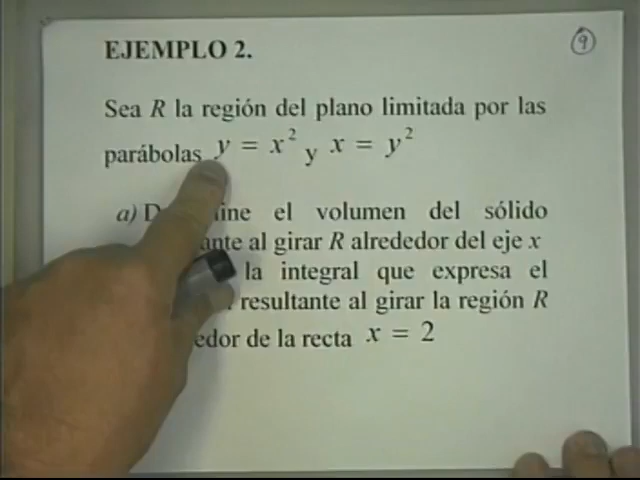 EJEMPLO 2.
9
Sea R la región del plano limitada por las
parábolas y = x² y x = y²
a) ine el volumen del sólido
ante al girar R alrededor del eje x
la integral que expresa el
resultante al girar la región R
edor de la recta x = 2